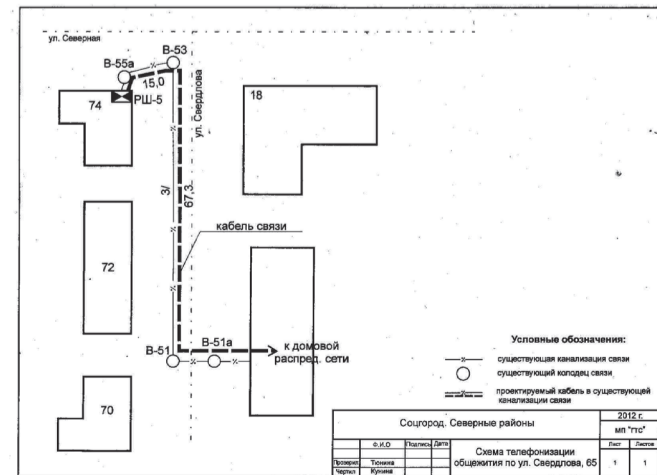 ул. Северная
В-53
В-55а
15,0
РШ-5
74
18
ул. Свердлова
3/
67,3
кабель связи
72
В-51а
В-51
к домовой
распред. сети
70
Условные обозначения:
существующая канализация связи
существующий колодец связи
проектируемый кабель в существующей
канализации связи
Соцгород. Северные районы
2012 г.
МП "ГТС"
Ф.И.О Подпись Дата
Схема телефонизации
общежития по ул. Свердлова, 65
Лист Листов
1 1
Проверил Тюнина
Чертил Кунина